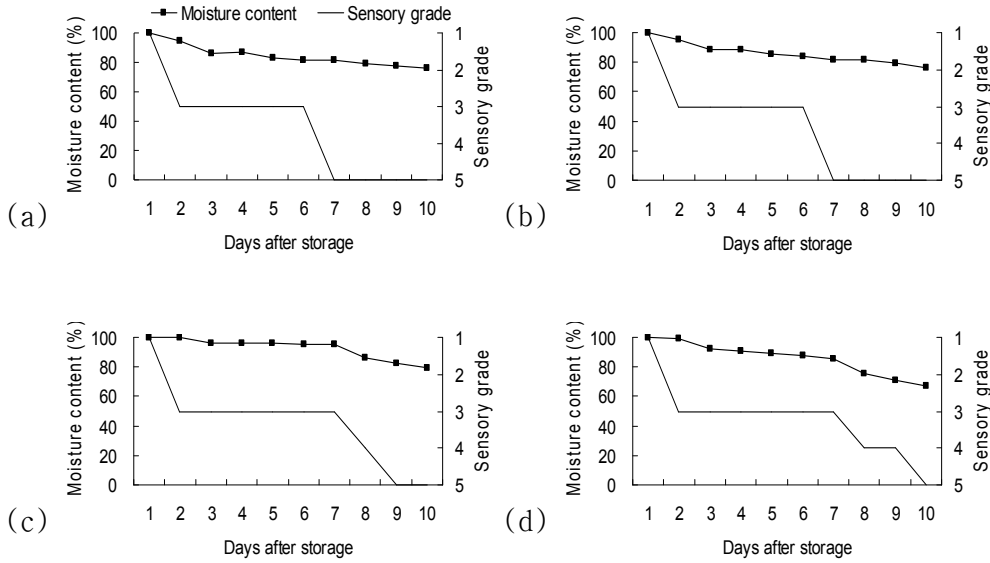 Moisture content Sensory grade
Moisture content (%)
100
80
60
40
20
0
1
2
3
4
5
Sensory grade
1 2 3 4 5 6 7 8 9 10
Days after storage
(a)
Moisture content (%)
100
80
60
40
20
0
1
2
3
4
5
Sensory grade
1 2 3 4 5 6 7 8 9 10
Days after storage
(b)
Moisture content (%)
100
80
60
40
20
0
1
2
3
4
5
Sensory grade
1 2 3 4 5 6 7 8 9 10
Days after storage
(c)
Moisture content (%)
100
80
60
40
20
0
1
2
3
4
5
Sensory grade
1 2 3 4 5 6 7 8 9 10
Days after storage
(d)